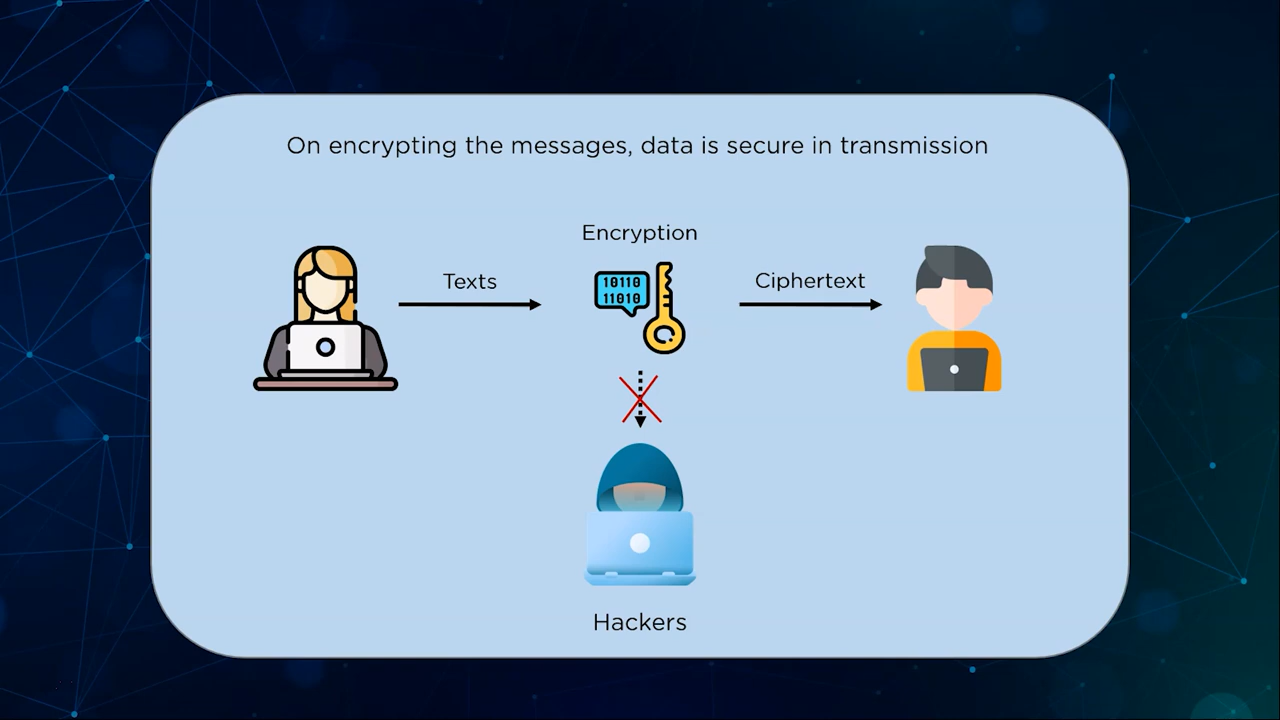 On encrypting the messages, data is secure in transmission
Encryption
Texts
10110
11010
Ciphertext
Hackers